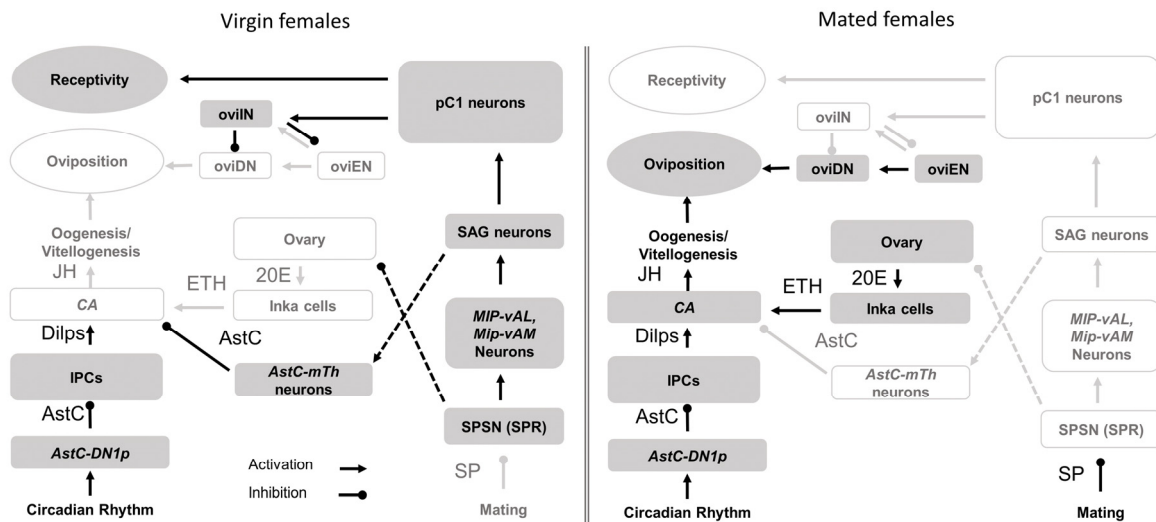 Virgin females
Receptivity
pC1 neurons
oviIN
Oviposition
oviDN
oviEN
Oogenesis/
Vitellogenesis
Ovary
SAG neurons
JH
ETH
20E
CA
Inka cells
Dilps
AstC
MIP-vAL,
Mip-vAM
Neurons
IPCs
AstC-mTh
neurons
AstC
SPSN (SPR)
AstC-DN1p
Activation
Inhibition
SP
Circadian Rhythm
Mating
Mated females
Receptivity
pC1 neurons
oviIN
Oviposition
oviDN
oviEN
Oogenesis/
Vitellogenesis
Ovary
SAG neurons
JH
ETH
20E
CA
Inka cells
Dilps
AstC
MIP-vAL,
Mip-vAM
Neurons
IPCs
AstC-mTh
neurons
AstC
SPSN (SPR)
AstC-DN1p
SP
Circadian Rhythm
Mating